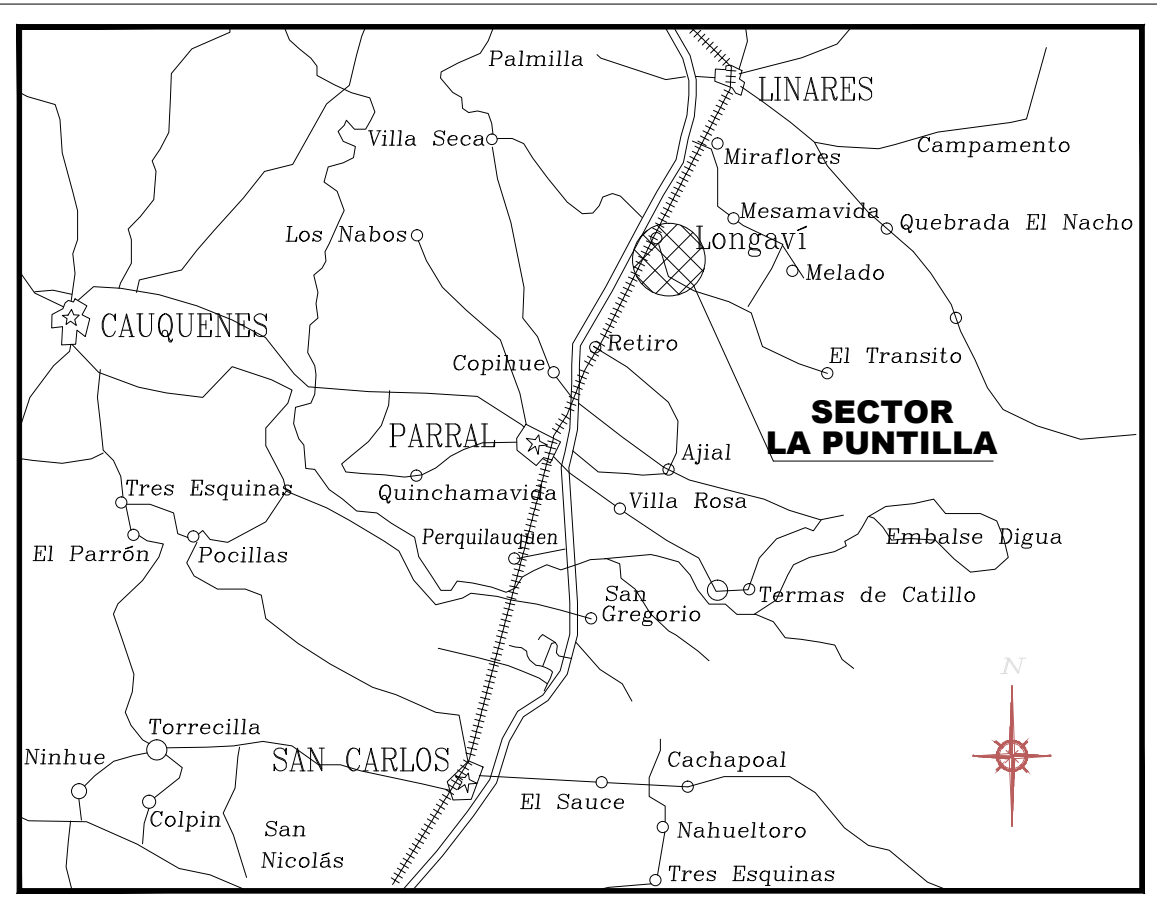 Palmilla
LINARES
Villa Seca
Campamento
Miraflores
Mesamavida
Quebrada El Nacho
Los Nabos
Longaví
Melado
CAUQUENES
Retiro
El Transito
Copihue
SECTOR
LA PUNTILLA
PARRAL
Ajial
Tres Esquinas
Quinchamavida
Villa Rosa
Perquilauquen
Embalse Digua
El Parrón
Pocillas
San
Gregorio
Termas de Catillo
N
Torrecilla
Ninhue
SAN CARLOS
Cachapoal
El Sauce
Colpin
San
Nicolás
Nahueltoro
Tres Esquinas